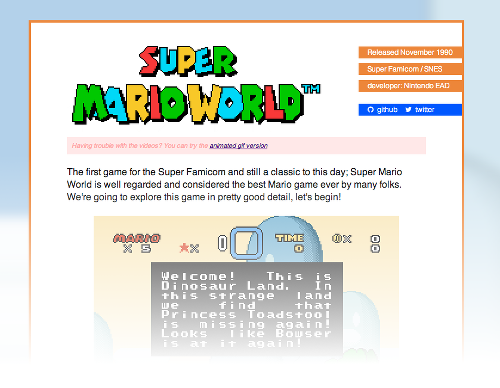 SUPER
MARIO WORLD™
Released November 1990
Super Famicom / SNES
developer: Nintendo EAD
github twitter
Having trouble with the videos? You can try the animated gif version
The first game for the Super Famicom and still a classic to this day; Super Mario
World is well regarded and considered the best Mario game ever by many folks.
We're going to explore this game in pretty good detail, let's begin!
MARIO TIME
X 5 ★X 0 0 0X 0
0
Welcome! This is
Dinosaur Land. In
this strange land
we find that
Princess Toadstool
is missing again!
Looks like Bowser
is at it again!